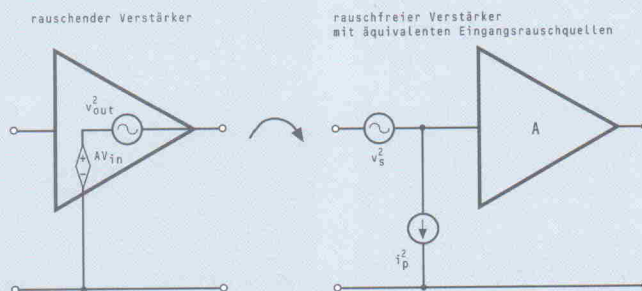 rauschender Verstärker
rauschfreier Verstärker
mit äquivalenten Eingangsrauschquellen
v²out
AVin
+
-
v²s
i²p
A